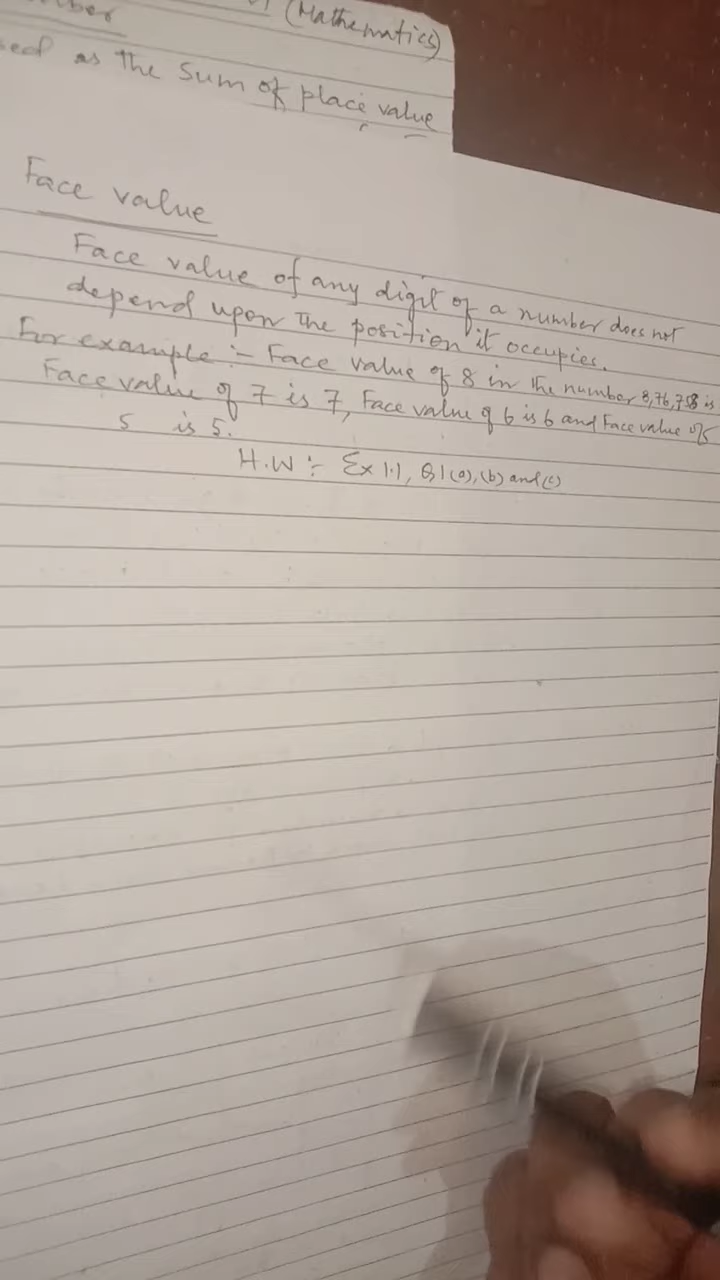 (Mathematics)
as the sum of place value
Face value
Face value of any digit of a number does not
depend upon the position it occupies.
For example :- Face value of 8 in the number 8,76,758 is
Face value of 7 is 7, Face value of 6 is 6 and Face value of
5 is 5.
H.W :- Ex 1.1, Q1 (a), (b) and (c)